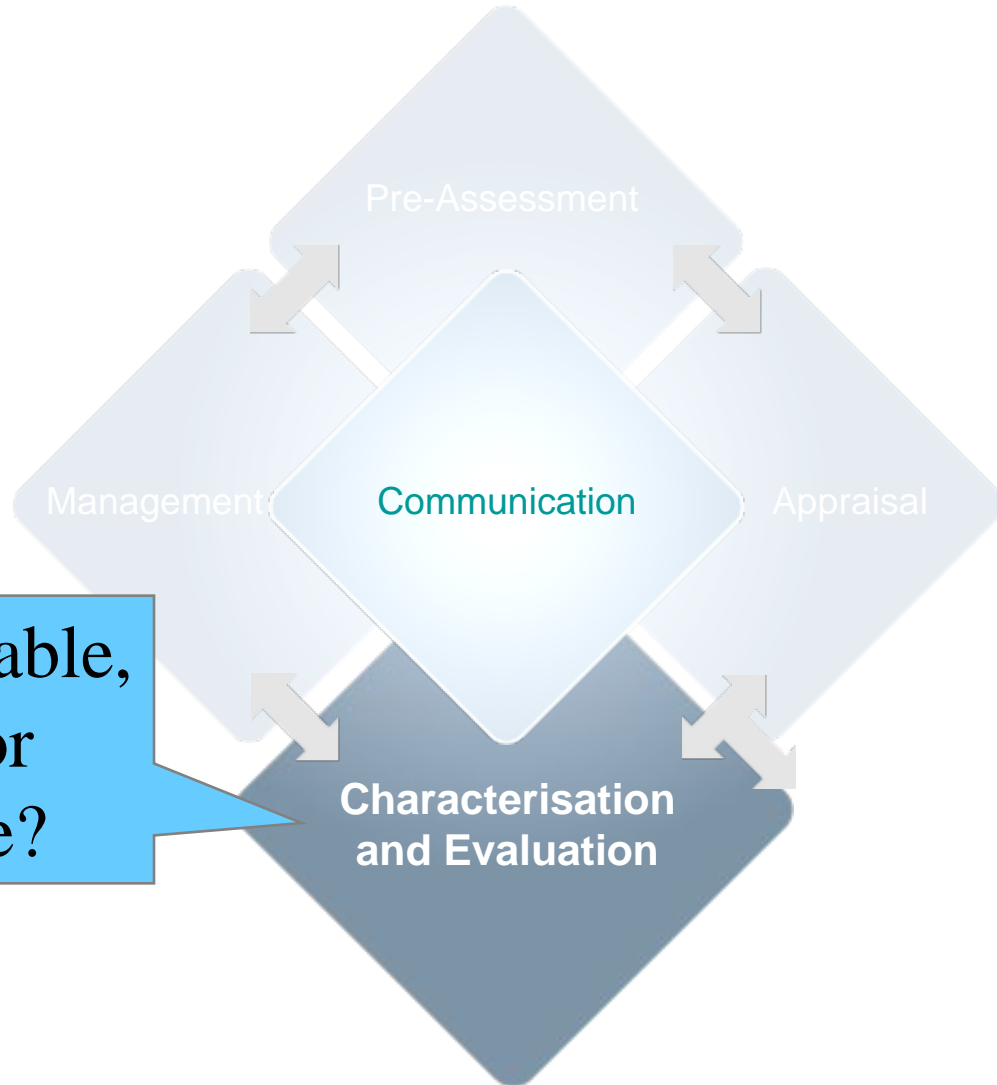 Pre-Assessment
Management
Communication
Appraisal
able,
or
e?
Characterisation
and Evaluation